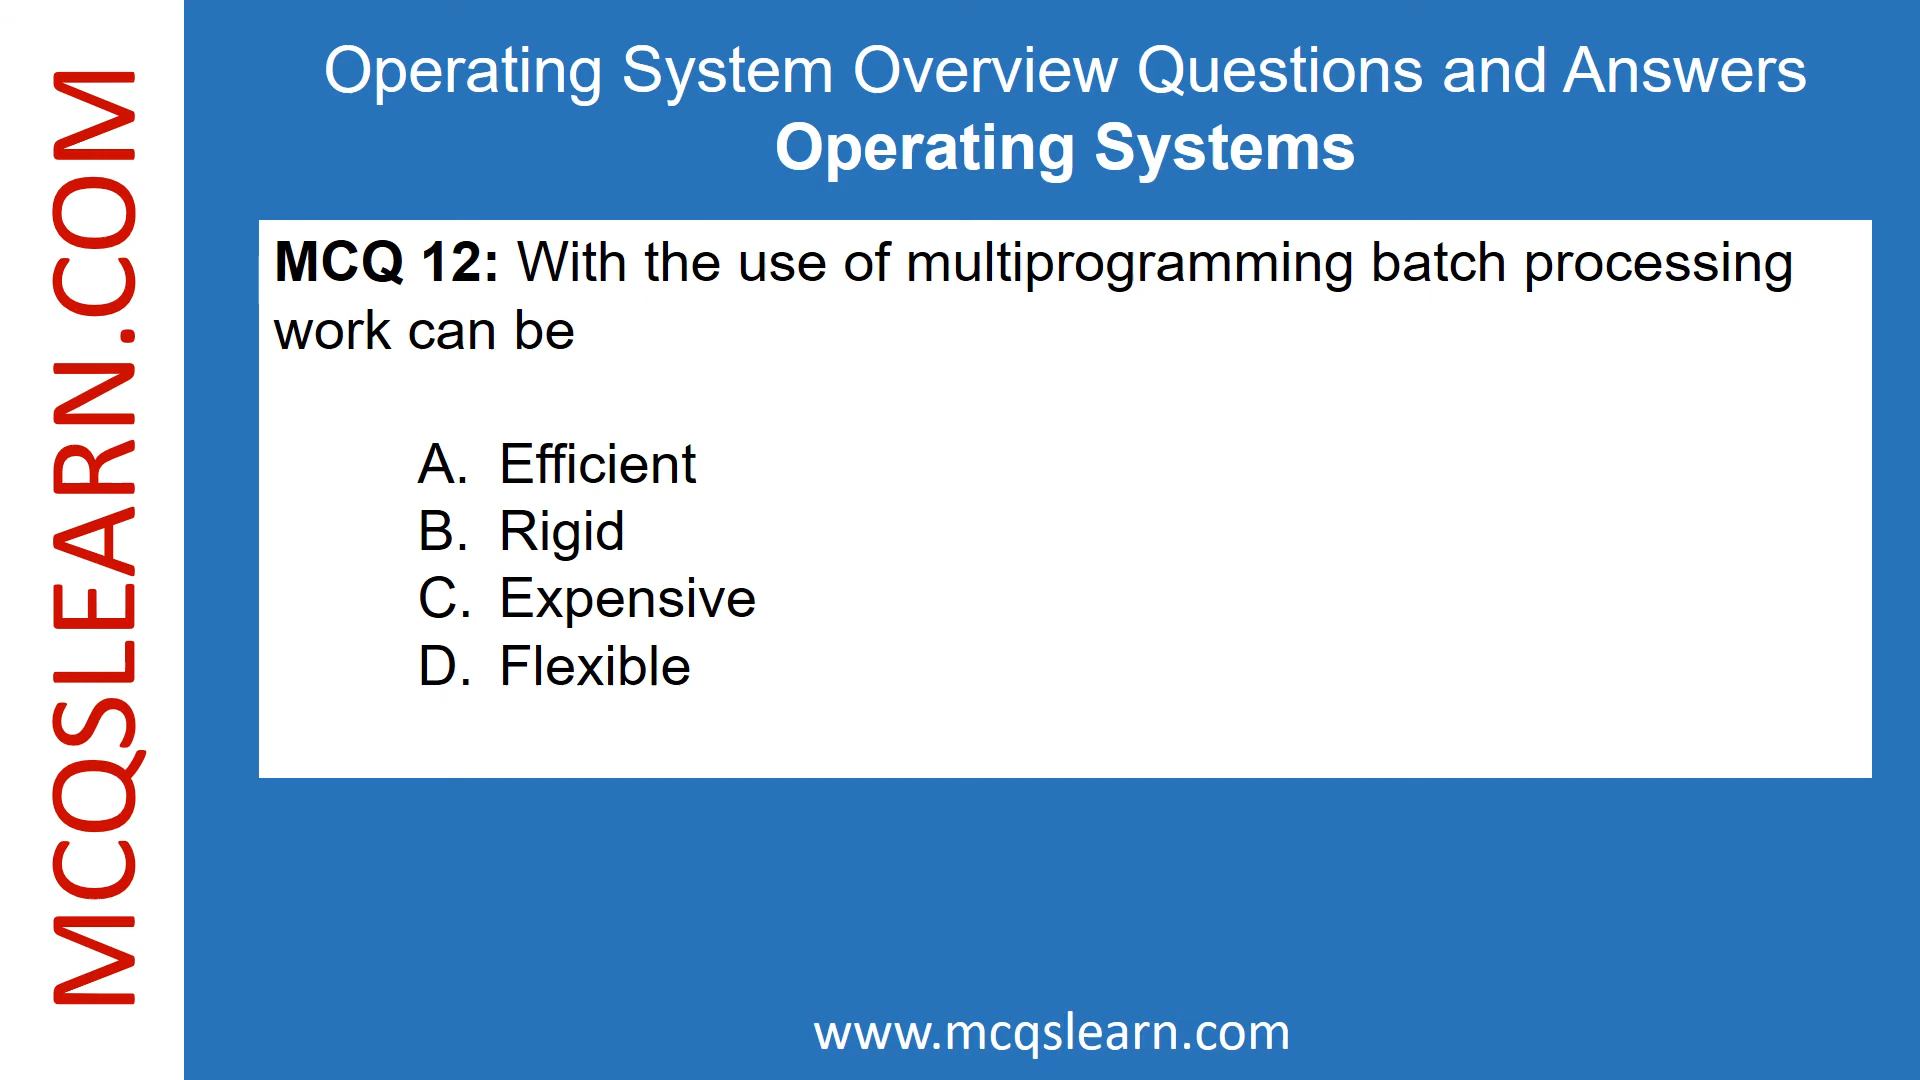 MCQSLEARN.COM
Operating System Overview Questions and Answers
Operating Systems
MCQ 12: With the use of multiprogramming batch processing
work can be
A. Efficient
B. Rigid
C. Expensive
D. Flexible
www.mcqslearn.com